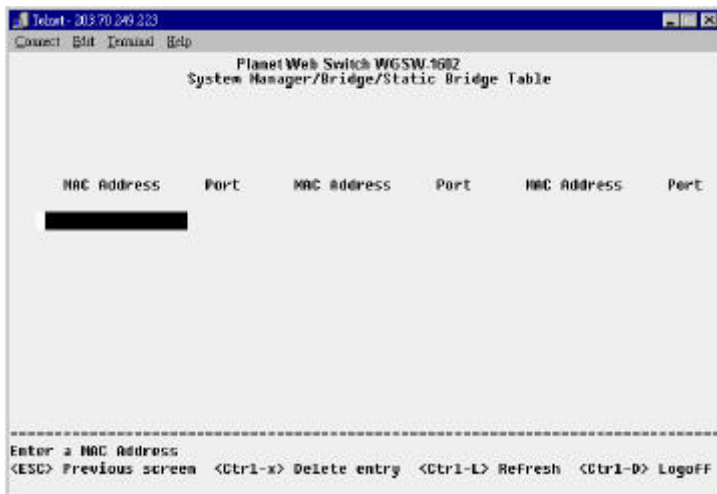 Telnet - 203.70.249.223
Connect Edit Terminal Help
Planet Web Switch WGSW-1602
System Manager/Bridge/Static Bridge Table
MAC Address Port MAC Address Port MAC Address Port
Enter a MAC Address
<ESC> Previous screen <Ctrl-x> Delete entry <Ctrl-L> Refresh <Ctrl-D> Logoff